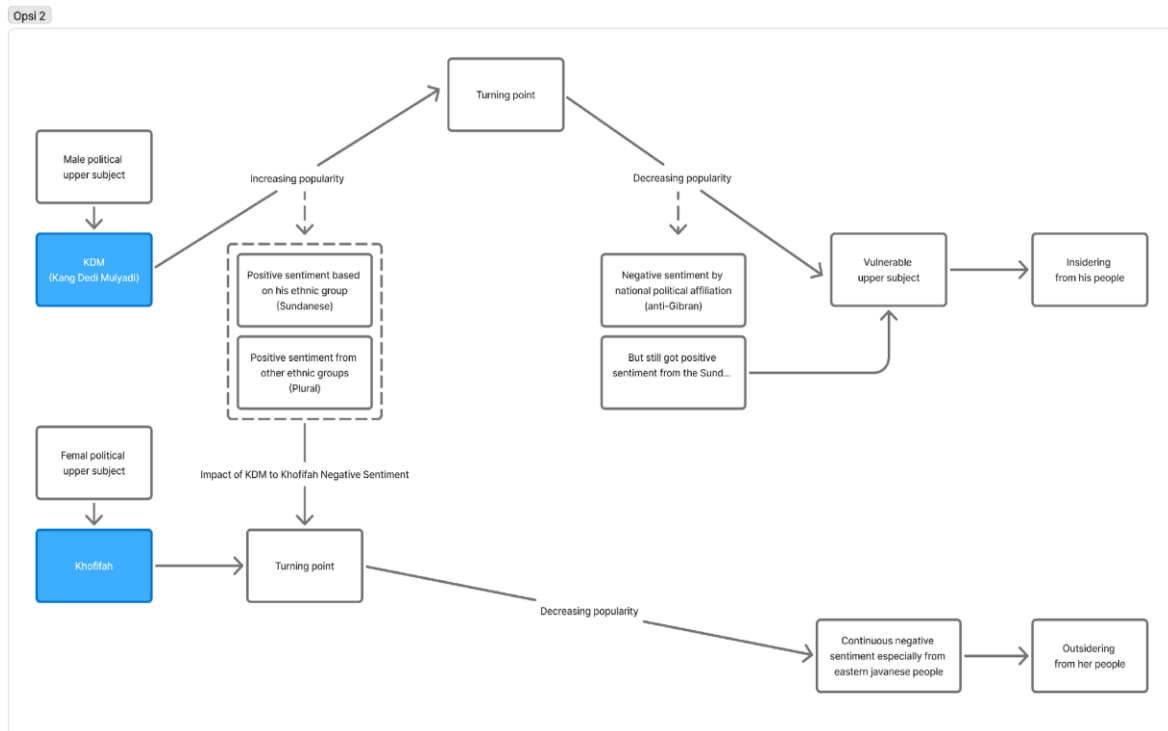 Opsi 2
Turning point
Male political
upper subject
Increasing popularity
Decreasing popularity
KDM
(Kang Dedi Mulyadi)
Positive sentiment based
on his ethnic group
(Sundanese)
Negative sentiment by
national political affiliation
(anti-Gibran)
Vulnerable
upper subject
Insidering
from his people
Positive sentiment from
other ethnic groups
(Plural)
But still got positive
sentiment from the Sund...
Femal political
upper subject
Impact of KDM to Khofifah Negative Sentiment
Khofifah
Turning point
Decreasing popularity
Continuous negative
sentiment especially from
eastern javanese people
Outsidering
from her people